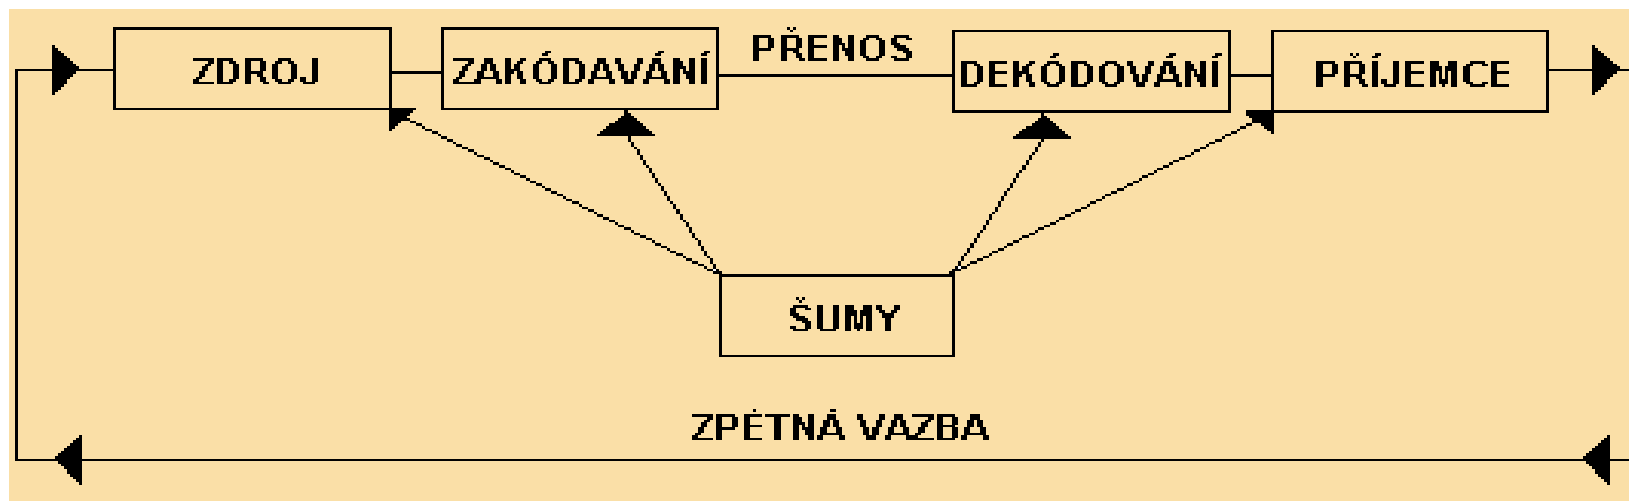 ZDROJ
ZAKÓDAVÁNÍ
PŘENOS
DEKÓDOVÁNÍ
PŘÍJEMCE
ŠUMY
ZPĚTNÁ VAZBA